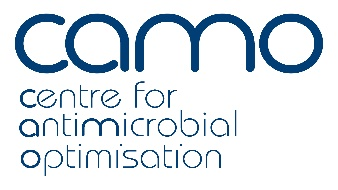 camo
centre for
antiMicrobial
optimisation